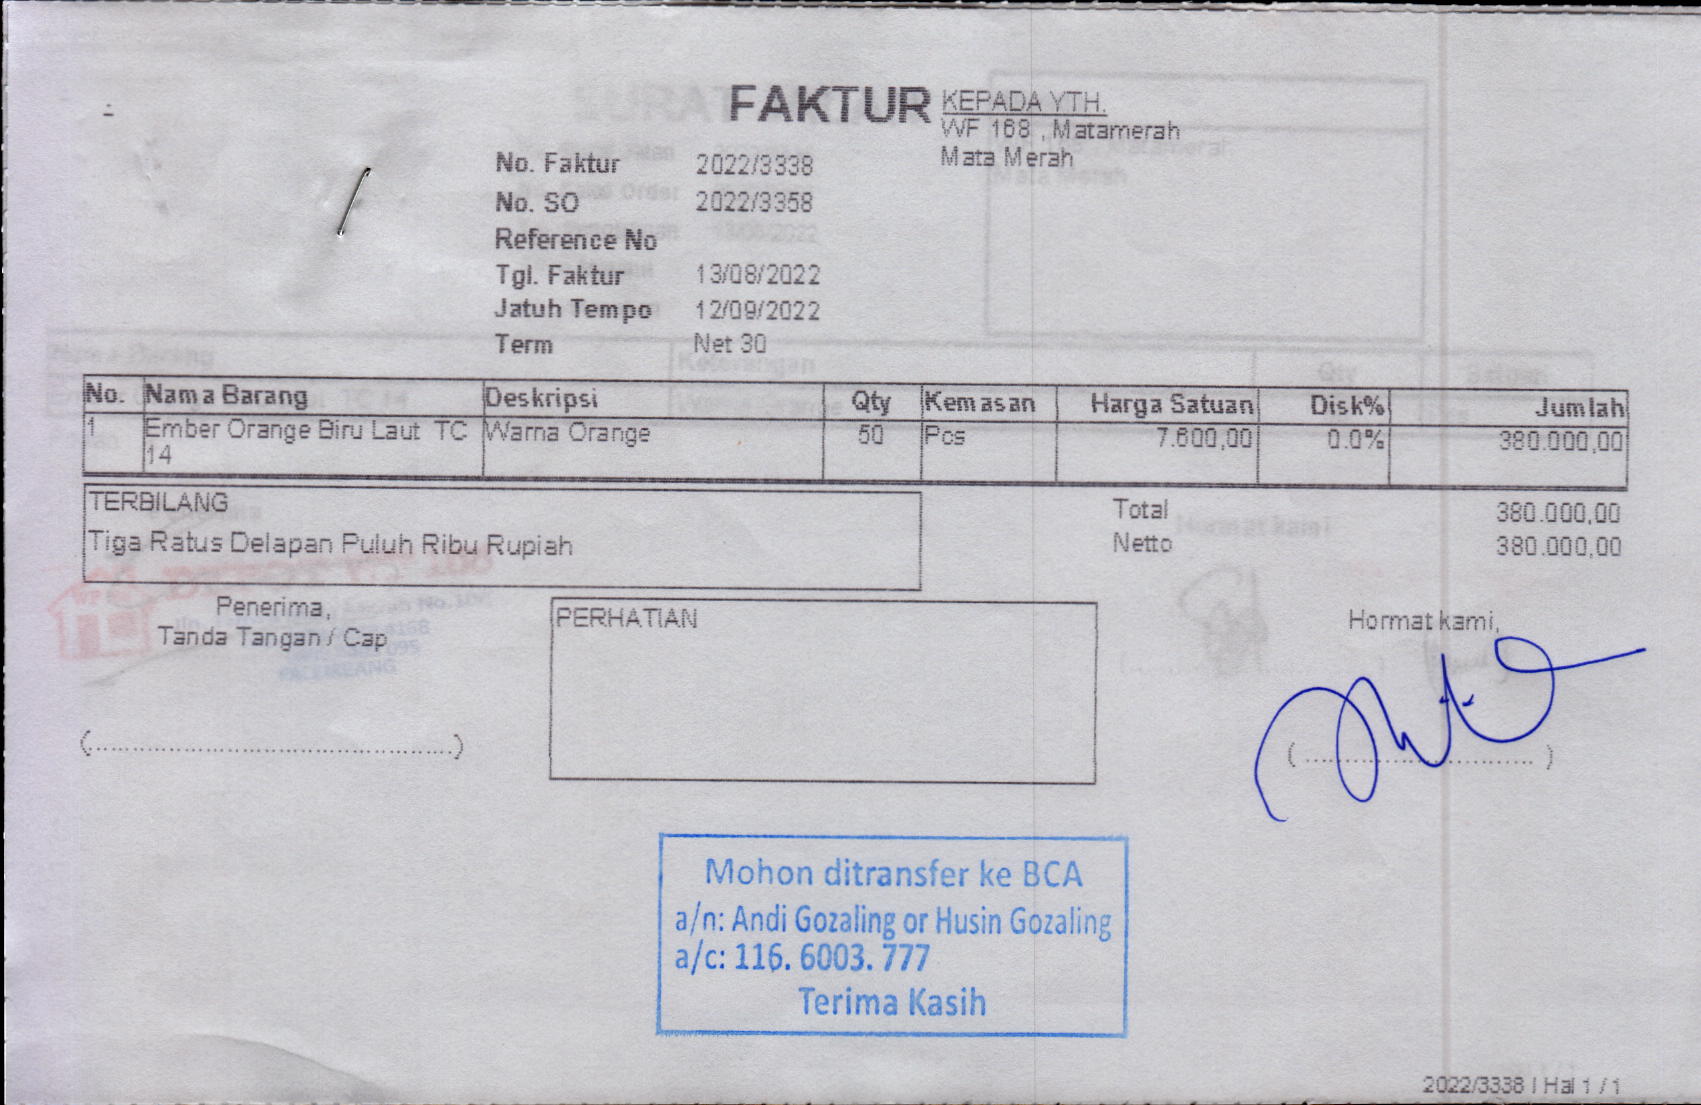 FAKTUR
KEPADA YTH.
WF 168 , Matamerah
Mata Merah
No. Faktur 2022/3338
No. SO 2022/3358
Reference No
Tgl. Faktur 13/08/2022
Jatuh Tempo 12/09/2022
Term Net 30
No. Nama Barang Deskripsi Qty Kemasan Harga Satuan Disk% Jumlah
1 Ember Orange Biru Laut TC Warna Orange 50 Pcs 7.600,00 0.0% 380.000,00
14
TERBILANG
Tiga Ratus Delapan Puluh Ribu Rupiah
Total 380.000,00
Netto 380.000,00
Penerima,
Tanda Tangan / Cap
(.............................................)
PERHATIAN
Hormat kami,
( ............................ )
Mohon ditransfer ke BCA
a/n: Andi Gozaling or Husin Gozaling
a/c: 116. 6003. 777
Terima Kasih
2022/3338 | Hal 1 / 1